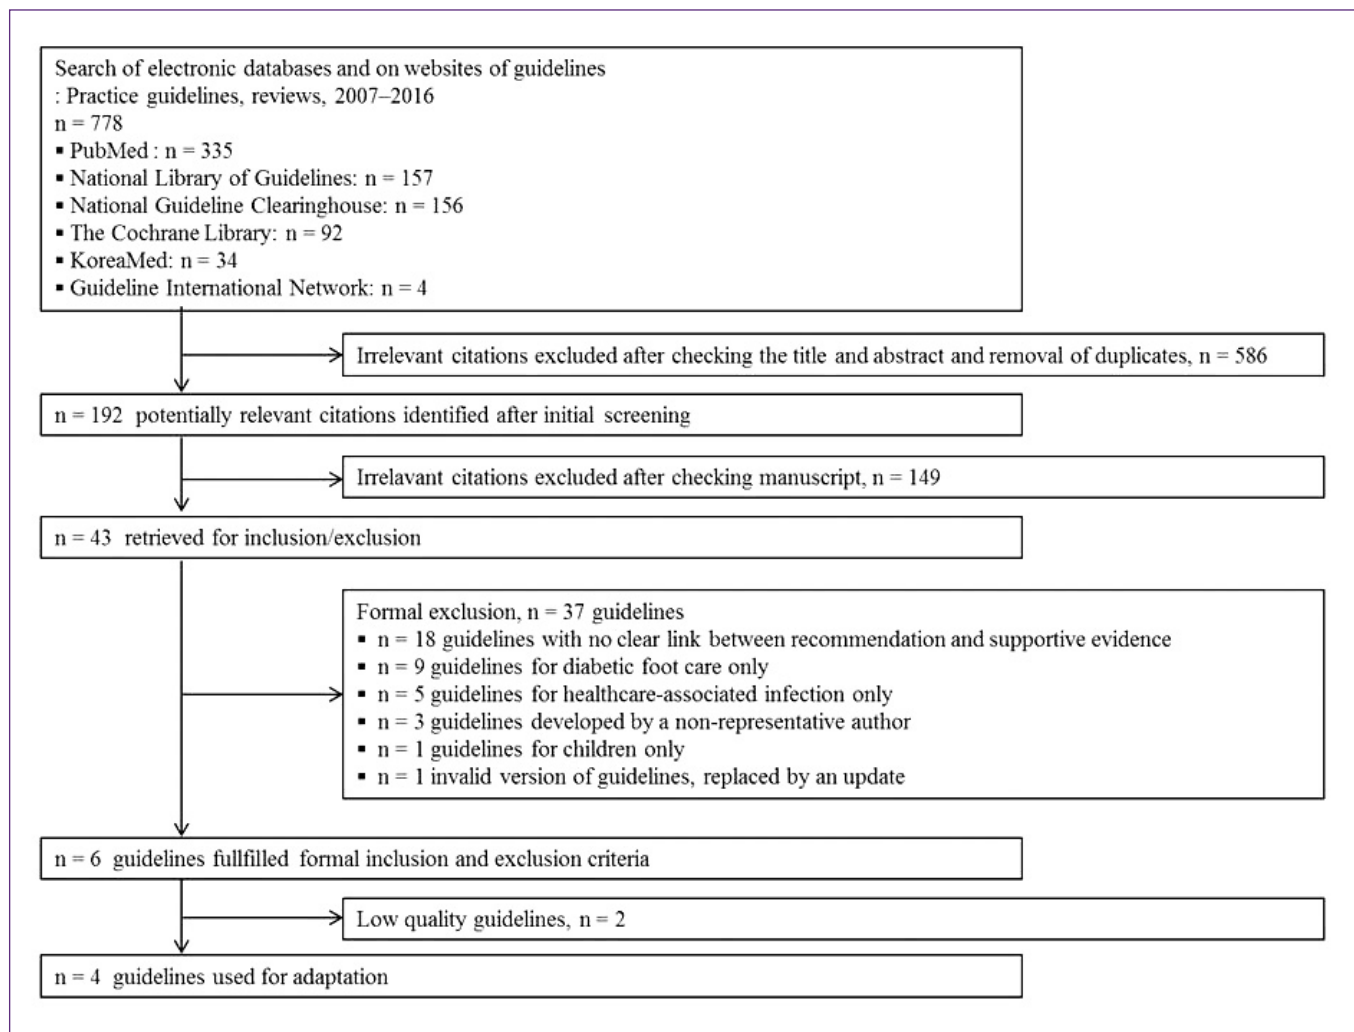 Search of electronic databases and on websites of guidelines
: Practice guidelines, reviews, 2007–2016
n = 778
▪ PubMed : n = 335
▪ National Library of Guidelines: n = 157
▪ National Guideline Clearinghouse: n = 156
▪ The Cochrane Library: n = 92
▪ KoreaMed: n = 34
▪ Guideline International Network: n = 4
Irrelevant citations excluded after checking the title and abstract and removal of duplicates, n = 586
n = 192 potentially relevant citations identified after initial screening
Irrelavant citations excluded after checking manuscript, n = 149
n = 43 retrieved for inclusion/exclusion
Formal exclusion, n = 37 guidelines
▪ n = 18 guidelines with no clear link between recommendation and supportive evidence
▪ n = 9 guidelines for diabetic foot care only
▪ n = 5 guidelines for healthcare-associated infection only
▪ n = 3 guidelines developed by a non-representative author
▪ n = 1 guidelines for children only
▪ n = 1 invalid version of guidelines, replaced by an update
n = 6 guidelines fullfilled formal inclusion and exclusion criteria
Low quality guidelines, n = 2
n = 4 guidelines used for adaptation